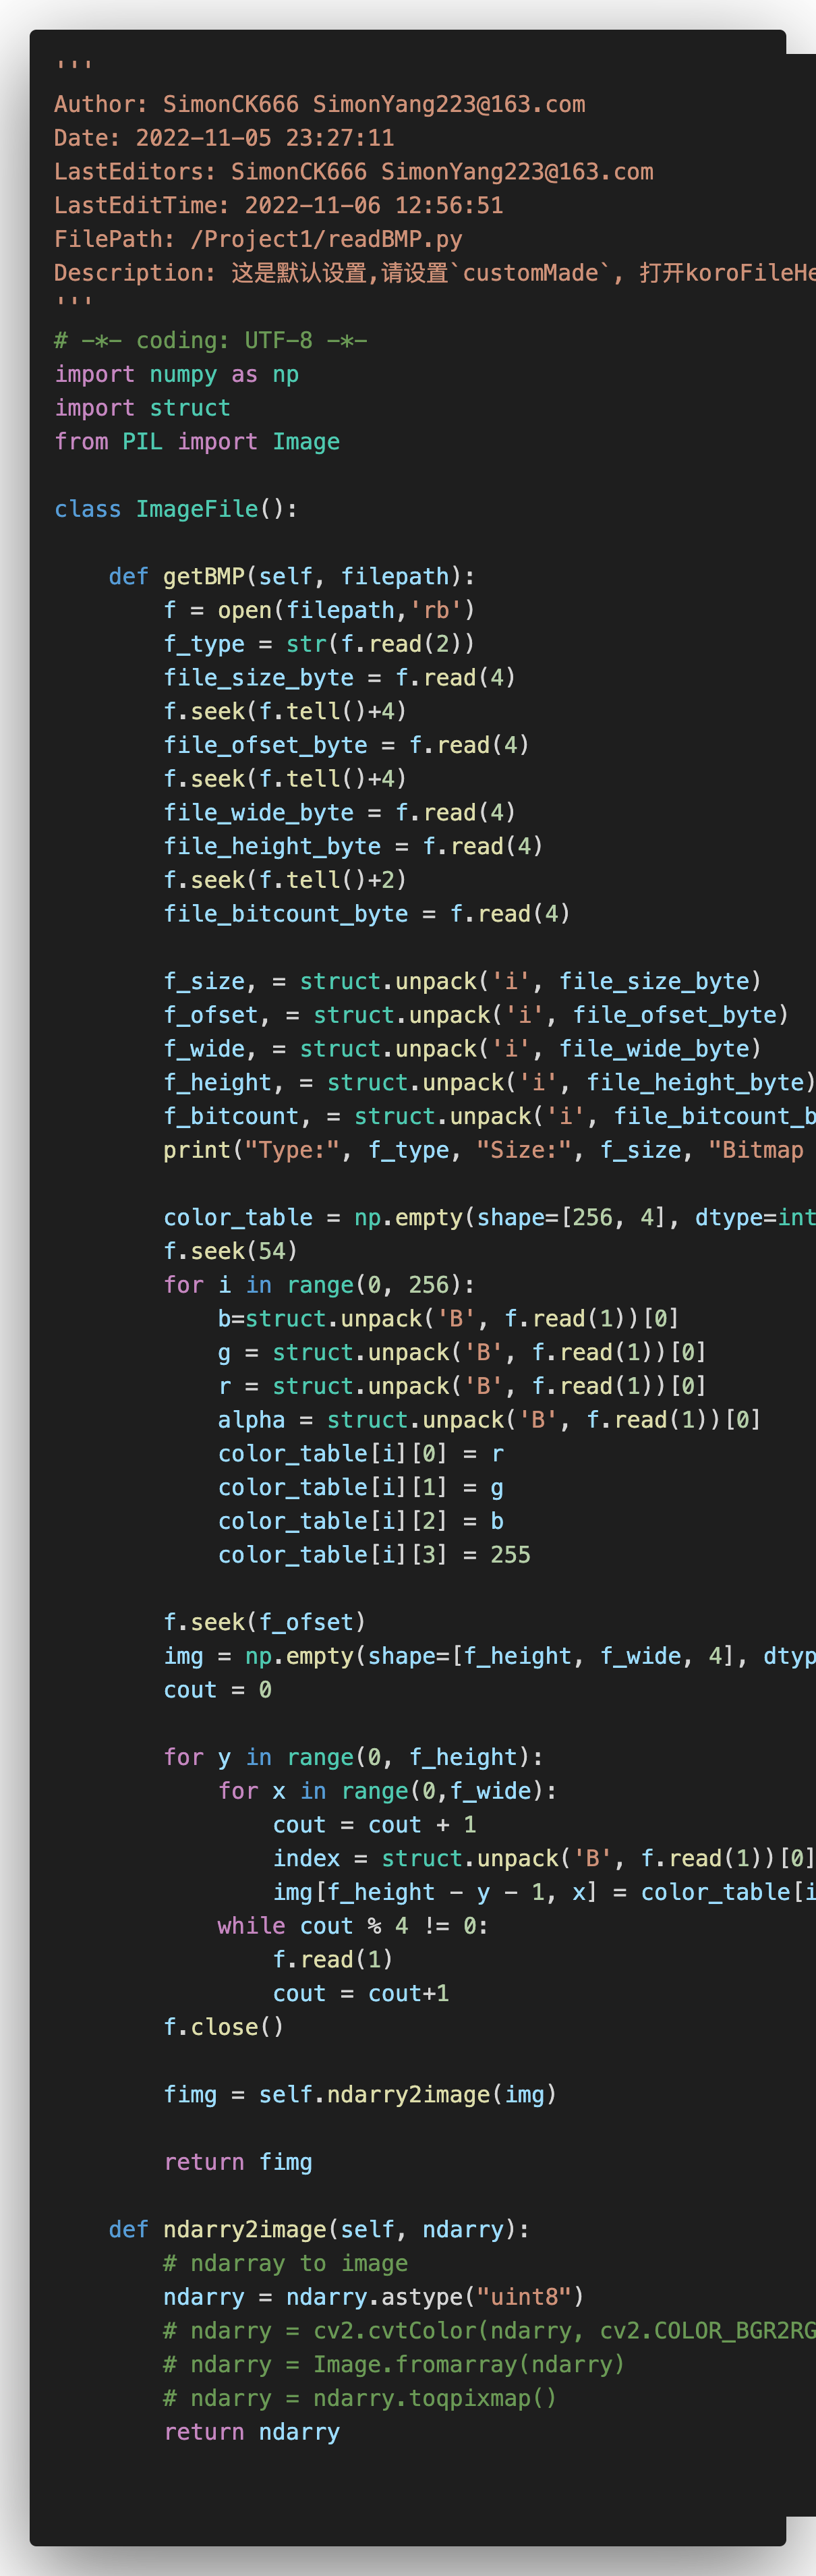 '''
Author: SimonCK666 SimonYang223@163.com
Date: 2022-11-05 23:27:11
LastEditors: SimonCK666 SimonYang223@163.com
LastEditTime: 2022-11-06 12:56:51
FilePath: /Project1/readBMP.py
Description: 这是默认设置,请设置`customMade`, 打开koroFileHe
'''
# -*- coding: UTF-8 -*-
import numpy as np
import struct
from PIL import Image

class ImageFile():

    def getBMP(self, filepath):
        f = open(filepath,'rb')
        f_type = str(f.read(2))
        file_size_byte = f.read(4)
        f.seek(f.tell()+4)
        file_ofset_byte = f.read(4)
        f.seek(f.tell()+4)
        file_wide_byte = f.read(4)
        file_height_byte = f.read(4)
        f.seek(f.tell()+2)
        file_bitcount_byte = f.read(4)

        f_size, = struct.unpack('i', file_size_byte)
        f_ofset, = struct.unpack('i', file_ofset_byte)
        f_wide, = struct.unpack('i', file_wide_byte)
        f_height, = struct.unpack('i', file_height_byte)
        f_bitcount, = struct.unpack('i', file_bitcount_b
        print("Type:", f_type, "Size:", f_size, "Bitmap

        color_table = np.empty(shape=[256, 4], dtype=int
        f.seek(54)
        for i in range(0, 256):
            b=struct.unpack('B', f.read(1))[0]
            g = struct.unpack('B', f.read(1))[0]
            r = struct.unpack('B', f.read(1))[0]
            alpha = struct.unpack('B', f.read(1))[0]
            color_table[i][0] = r
            color_table[i][1] = g
            color_table[i][2] = b
            color_table[i][3] = 255

        f.seek(f_ofset)
        img = np.empty(shape=[f_height, f_wide, 4], dtyp
        cout = 0

        for y in range(0, f_height):
            for x in range(0,f_wide):
                cout = cout + 1
                index = struct.unpack('B', f.read(1))[0]
                img[f_height - y - 1, x] = color_table[i
            while cout % 4 != 0:
                f.read(1)
                cout = cout+1
        f.close()

        fimg = self.ndarry2image(img)

        return fimg

    def ndarry2image(self, ndarry):
        # ndarray to image
        ndarry = ndarry.astype("uint8")
        # ndarry = cv2.cvtColor(ndarry, cv2.COLOR_BGR2RG
        # ndarry = Image.fromarray(ndarry)
        # ndarry = ndarry.toqpixmap()
        return ndarry